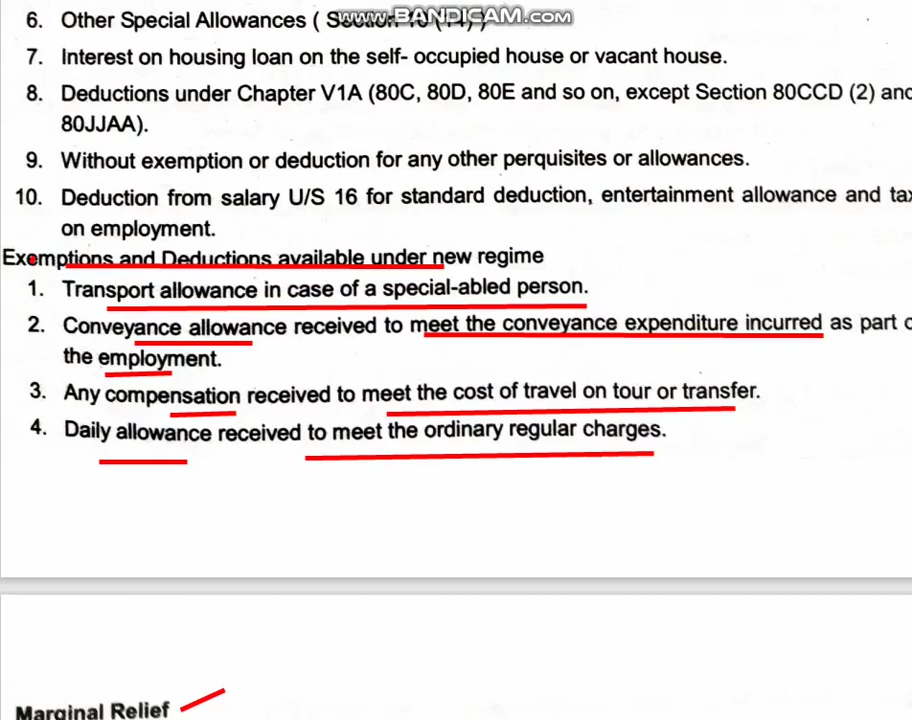 www.BANDICAM.com
6. Other Special Allowances ( Section 10 (14) )
7. Interest on housing loan on the self- occupied house or vacant house.
8. Deductions under Chapter V1A (80C, 80D, 80E and so on, except Section 80CCD (2) and
80JJAA).
9. Without exemption or deduction for any other perquisites or allowances.
10. Deduction from salary U/S 16 for standard deduction, entertainment allowance and tax
on employment.
Exemptions and Deductions available under new regime
1. Transport allowance in case of a special-abled person.
2. Conveyance allowance received to meet the conveyance expenditure incurred as part o
the employment.
3. Any compensation received to meet the cost of travel on tour or transfer.
4. Daily allowance received to meet the ordinary regular charges.
Marginal Relief